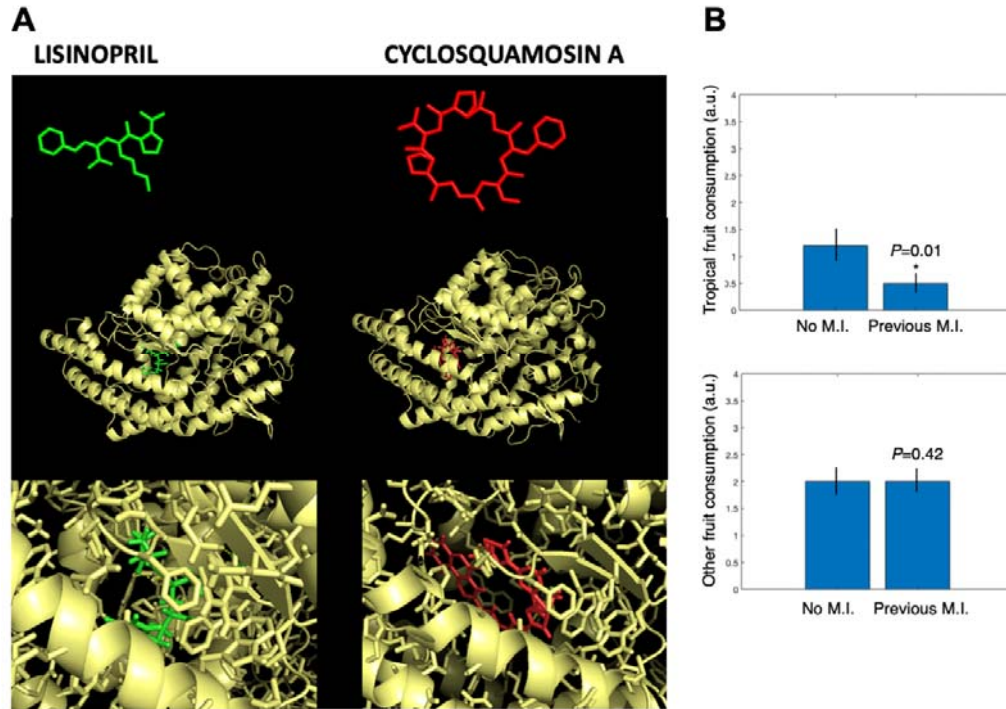 A
B
LISINOPRIL
CYCLOSQUAMOSIN A
Tropical fruit consumption (a.u.)
4
3.5
3
2.5
2
1.5
1
0.5
0
P=0.01
*
No M.I. Previous M.I.
Other fruit consumption (a.u.)
4
3.5
3
2.5
2
1.5
1
0.5
0
P=0.42
No M.I. Previous M.I.